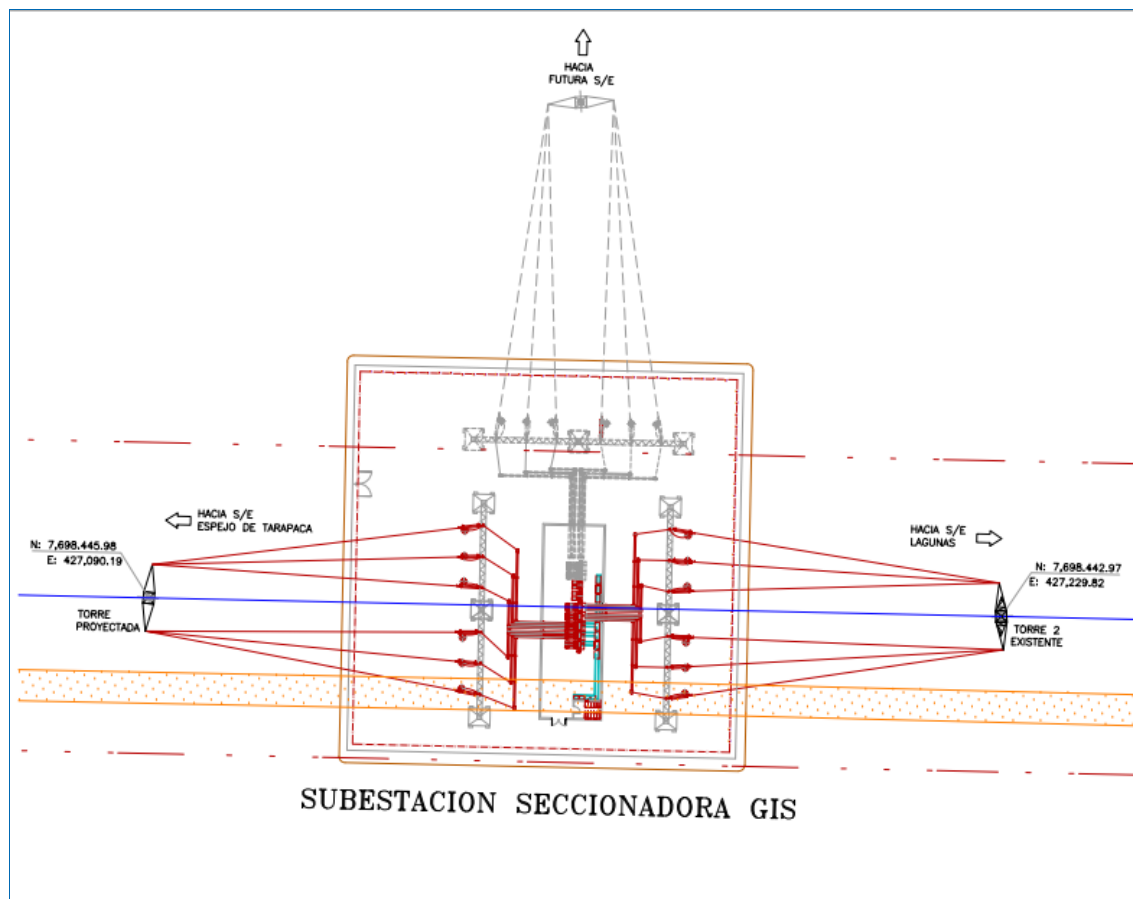 HACIA
FUTURA S/E
HACIA S/E
ESPEJO DE TARAPACA
N: 7,698.445.98
E: 427,090.19
TORRE
PROYECTADA
HACIA S/E
LAGUNAS
N: 7,698.442.97
E: 427,229.82
TORRE 2
EXISTENTE
SUBESTACION SECCIONADORA GIS